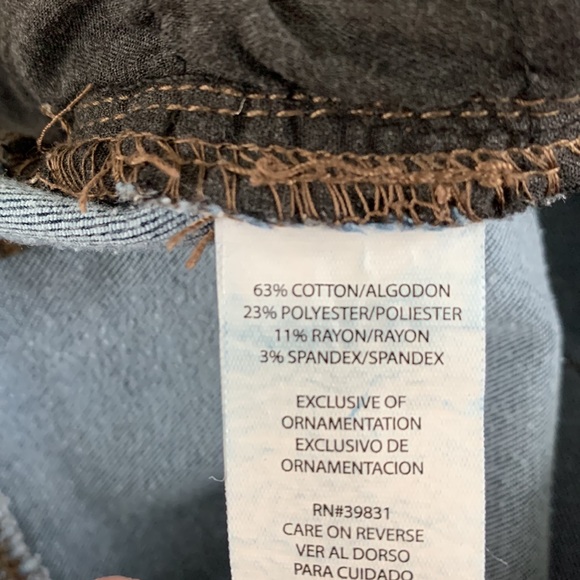 63% COTTON/ALGODON
23% POLYESTER/POLIESTER
11% RAYON/RAYON
3% SPANDEX/SPANDEX
EXCLUSIVE OF
ORNAMENTATION
EXCLUSIVO DE
ORNAMENTACION
RN#39831
CARE ON REVERSE
VER AL DORSO
PARA CUIDADO